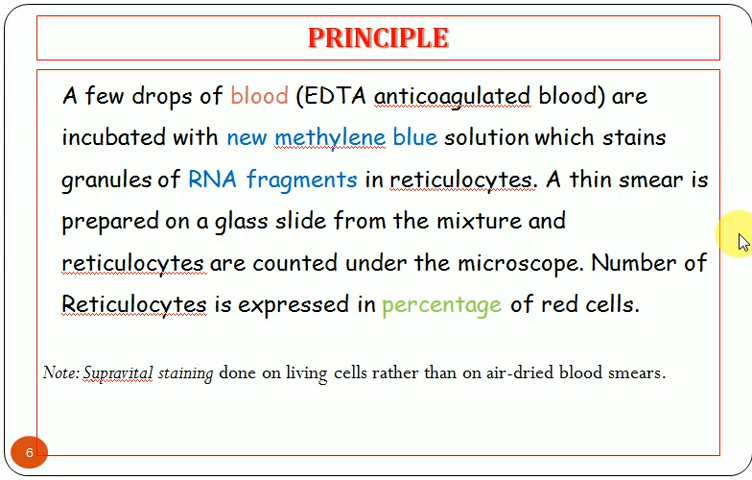 PRINCIPLE
A few drops of blood (EDTA anticoagulated blood) are
incubated with new methylene blue solution which stains
granules of RNA fragments in reticulocytes. A thin smear is
prepared on a glass slide from the mixture and
reticulocytes are counted under the microscope. Number of
Reticulocytes is expressed in percentage of red cells.
Note: Supravital staining done on living cells rather than on air-dried blood smears.
6